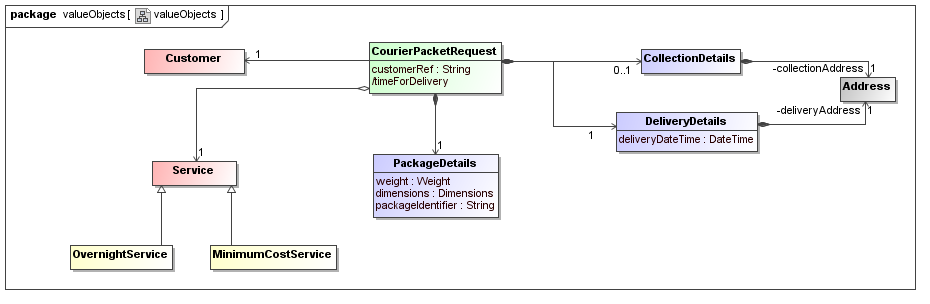 package valueObjects [ valueObjects ]
Customer
1
CourierPacketRequest
customerRef : String
/timeForDelivery
0..1
CollectionDetails
-collectionAddress
1
Address
-deliveryAddress
1
1
DeliveryDetails
deliveryDateTime : DateTime
1
Service
1
PackageDetails
weight : Weight
dimensions : Dimensions
packageIdentifier : String
OvernightService
MinimumCostService